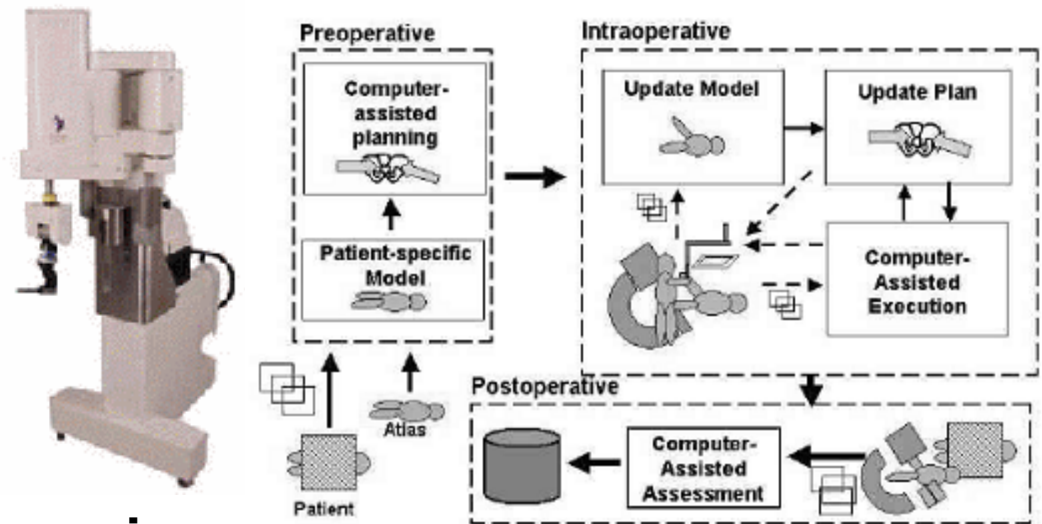 Preoperative
Computer-
assisted
planning
Patient-specific
Model
Atlas
Patient
Intraoperative
Update Model
Update Plan
Computer-
Assisted
Execution
Postoperative
Computer-
Assisted
Assessment